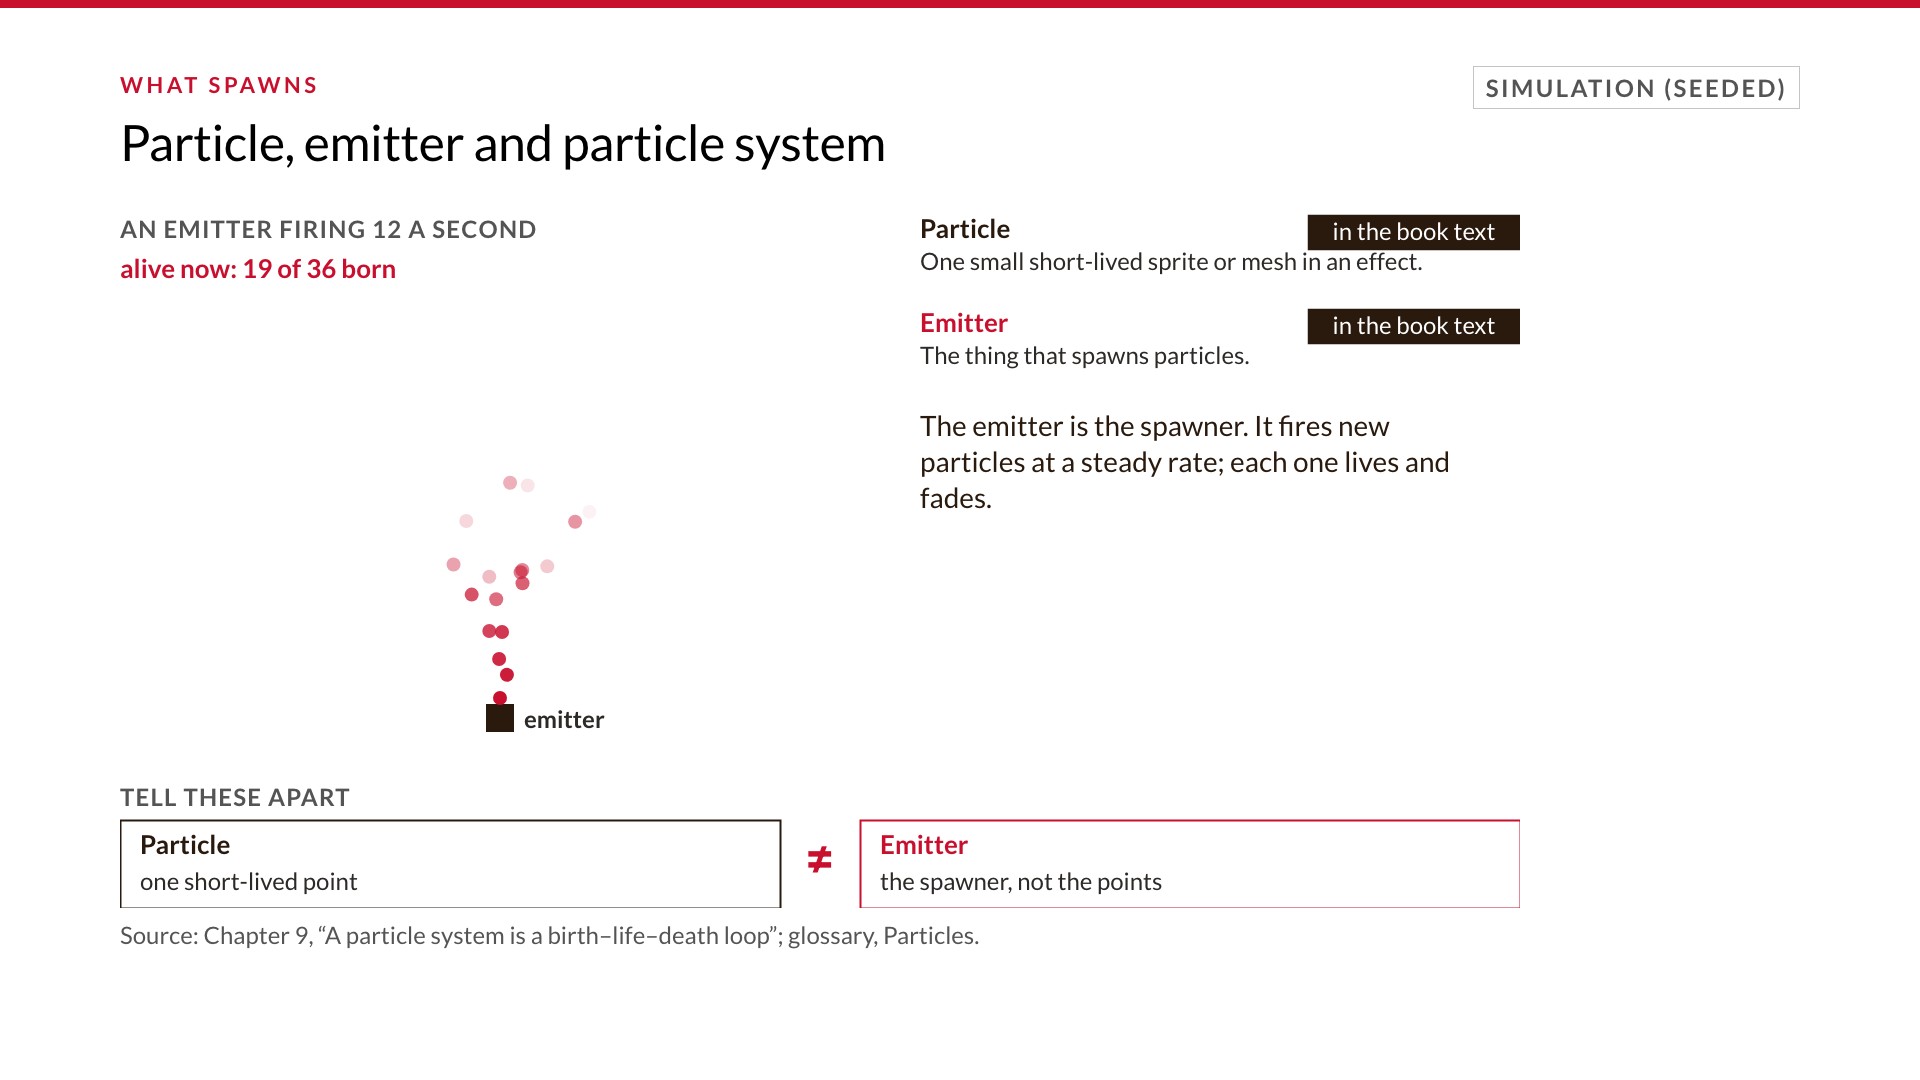 WHAT SPAWNS
SIMULATION (SEEDED)
Particle, emitter and particle system
AN EMITTER FIRING 12 A SECOND
alive now: 19 of 36 born
Particle
in the book text
One small short-lived sprite or mesh in an effect.
Emitter
in the book text
The thing that spawns particles.
The emitter is the spawner. It fires new
particles at a steady rate; each one lives and
fades.
emitter
TELL THESE APART
Particle
one short-lived point
≠
Emitter
the spawner, not the points
Source: Chapter 9, “A particle system is a birth–life–death loop”; glossary, Particles.